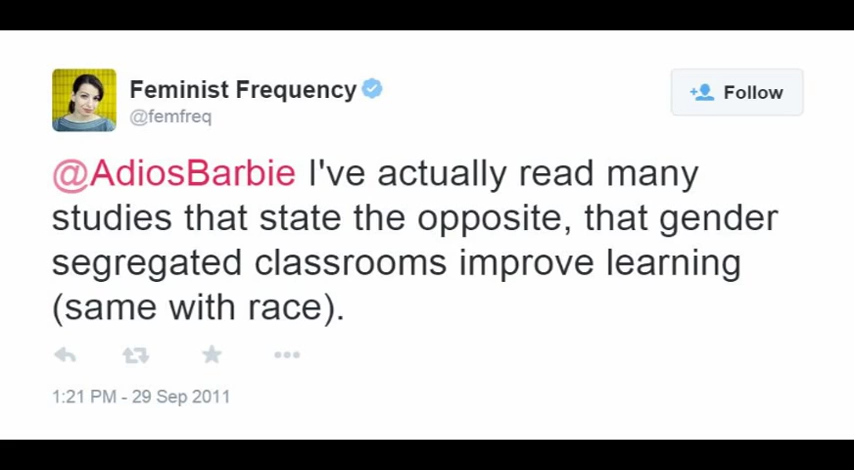 Feminist Frequency
@femfreq
Follow
@AdiosBarbie I've actually read many
studies that state the opposite, that gender
segregated classrooms improve learning
(same with race).
1:21 PM - 29 Sep 2011